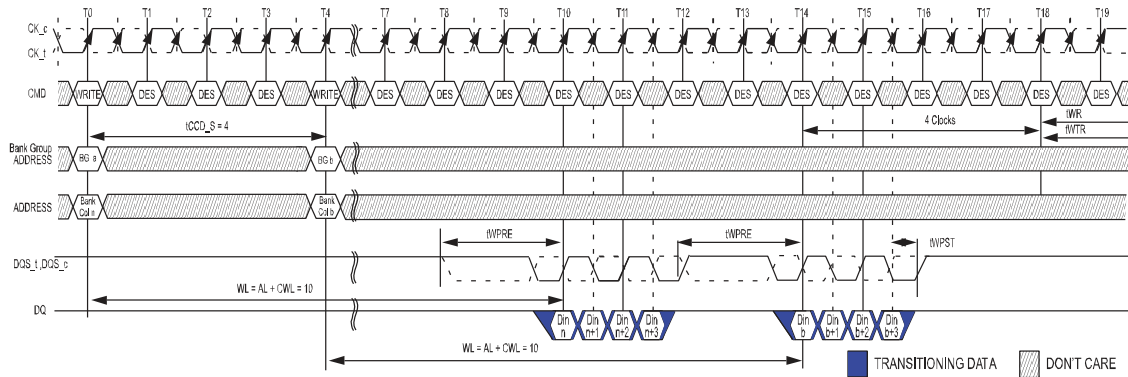 T0 T1 T2 T3 T4 T7 T8 T9 T10 T11 T12 T13 T14 T15 T16 T17 T18 T19
CK_c
CK_t
CMD WRITE DES DES DES WRITE DES DES DES DES DES DES DES DES DES DES DES DES DES
tCCD_S = 4
4 Clocks
tWR
tWTR
Bank Group
ADDRESS BG a BG b
ADDRESS Bank Col n Bank Col b
tWPRE tWPRE tWPST
DQS_t ,DQS_c
WL = AL + CWL = 10
DQ Din n Din n+1 Din n+2 Din n+3 Din b Din b+1 Din b+2 Din b+3
WL = AL + CWL = 10
TRANSITIONING DATA DON'T CARE